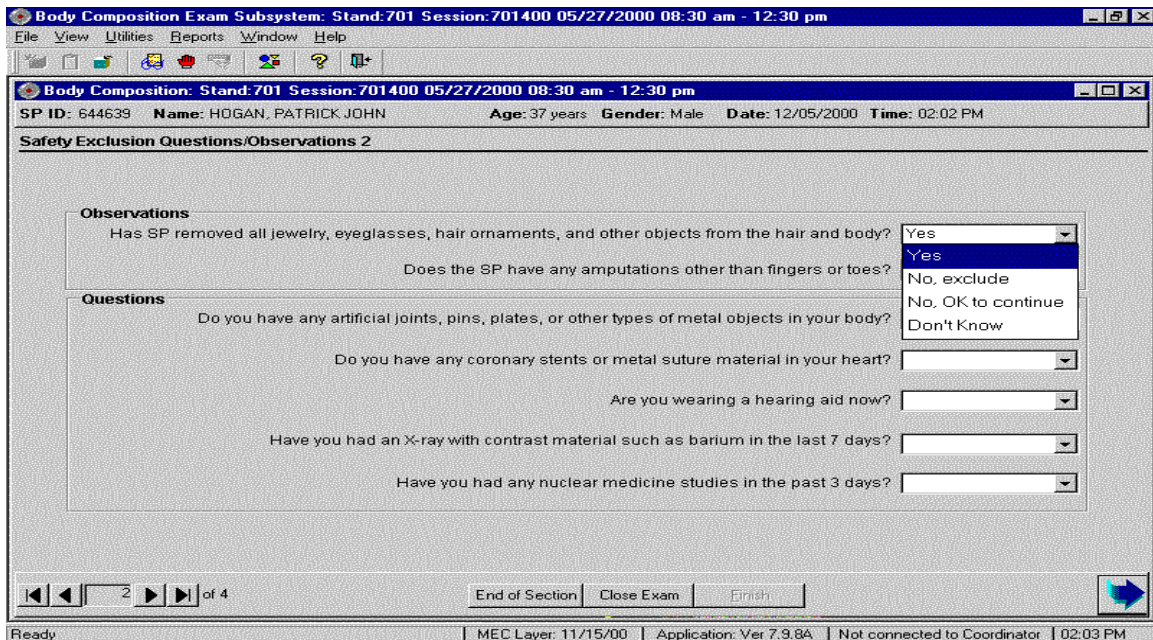 Body Composition Exam Subsystem: Stand:701 Session:701400 05/27/2000 08:30 am - 12:30 pm
File View Utilities Reports Window Help
Body Composition: Stand:701 Session:701400 05/27/2000 08:30 am - 12:30 pm
SP ID: 644639 Name: HOGAN, PATRICK JOHN Age: 37 years Gender: Male Date: 12/05/2000 Time: 02:02 PM
Safety Exclusion Questions/Observations 2
Observations
Has SP removed all jewelry, eyeglasses, hair ornaments, and other objects from the hair and body? Yes
Yes
Does the SP have any amputations other than fingers or toes?
No, exclude
Questions
No, OK to continue
Do you have any artificial joints, pins, plates, or other types of metal objects in your body?
Don't Know
Do you have any coronary stents or metal suture material in your heart?
Are you wearing a hearing aid now?
Have you had an X-ray with contrast material such as barium in the last 7 days?
Have you had any nuclear medicine studies in the past 3 days?
2 of 4 End of Section Close Exam Finish
Ready MEC Layer: 11/15/00 Application: Ver 7.9.8A Not connected to Coordinator 02:03 PM